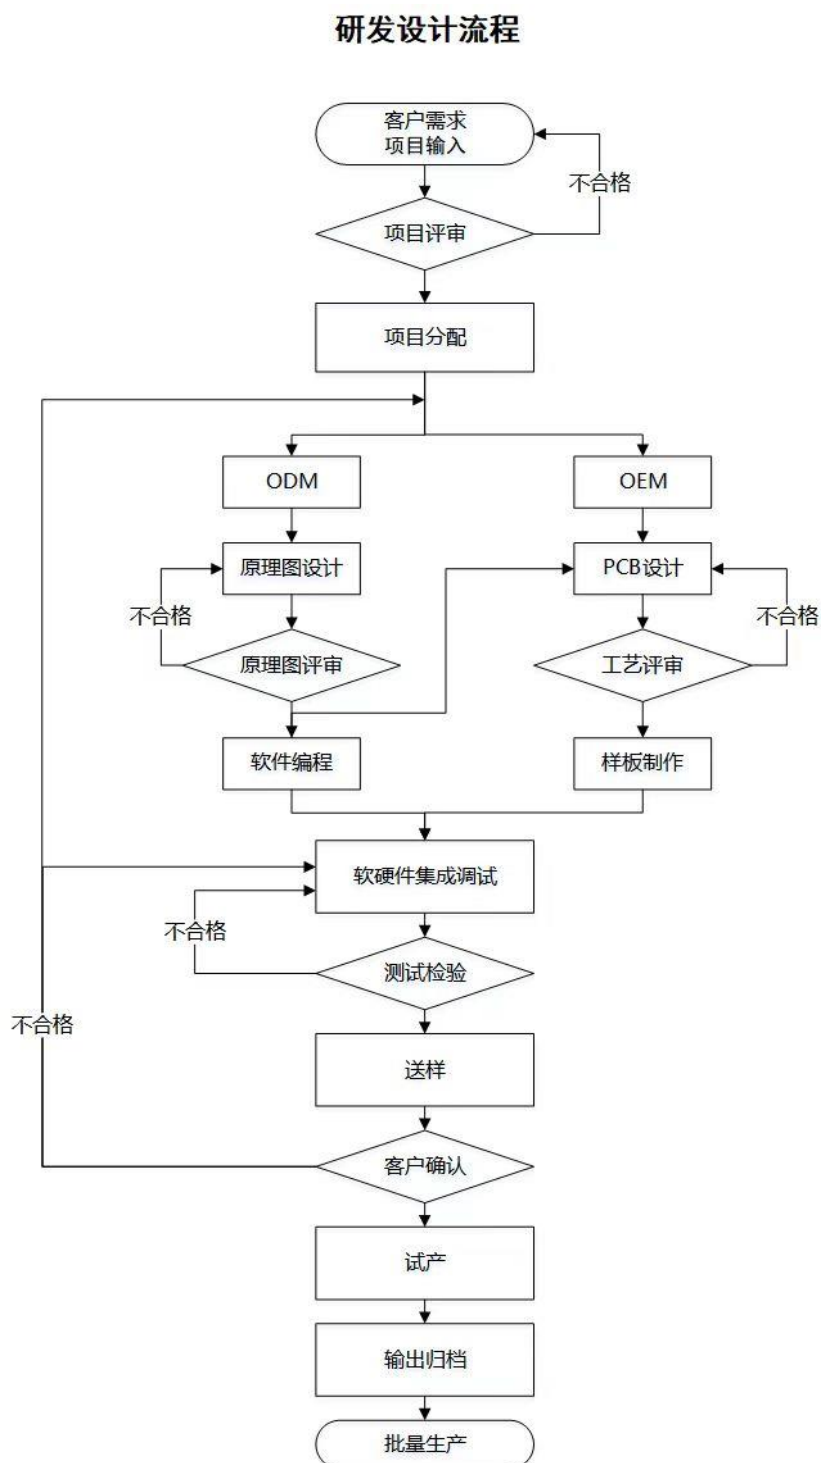 研发设计流程
客户需求
项目输入
不合格
项目评审
项目分配
ODM
OEM
原理图设计
PCB设计
不合格
不合格
原理图评审
工艺评审
软件编程
样板制作
软硬件集成调试
不合格
测试检验
不合格
送样
客户确认
试产
输出归档
批量生产